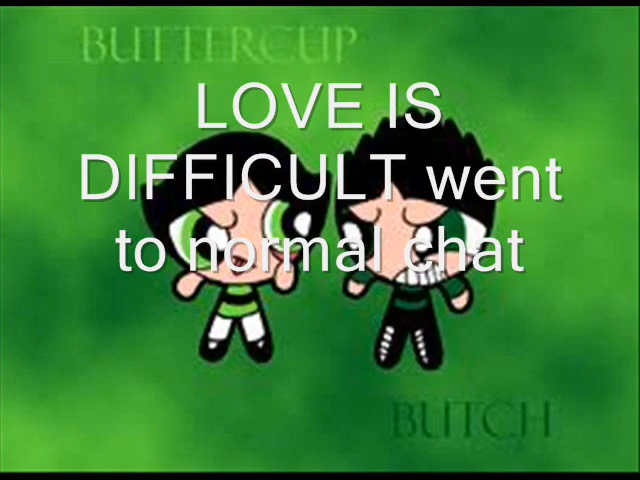 BUTTERCUP
LOVE IS
DIFFICULT went
to normal chat
BUTCH